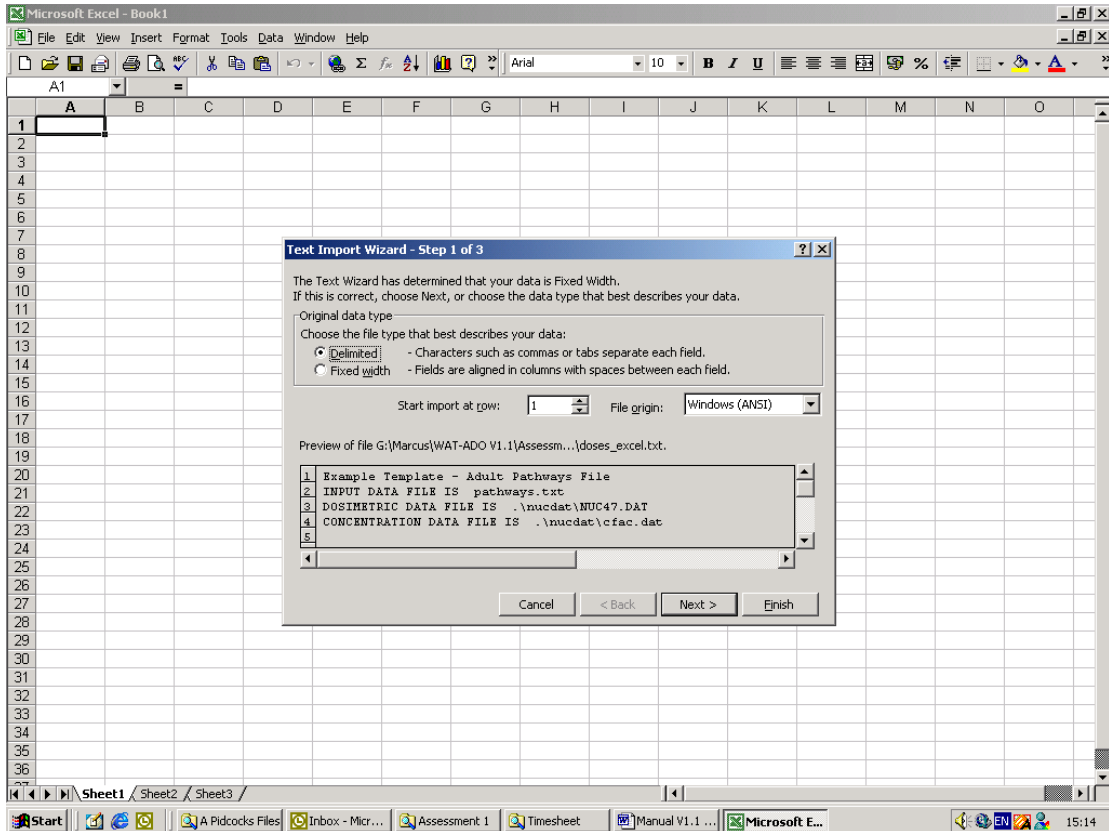 Microsoft Excel - Book1
File Edit View Insert Format Tools Data Window Help
Arial 10 B I U %
A1 =
A B C D E F G H I J K L M N O
1
2
3
4
5
6
7
8
9
10
11
12
13
14
15
16
17
18
19
20
21
22
23
24
25
26
27
28
29
30
31
32
33
34
35
36
Text Import Wizard - Step 1 of 3
The Text Wizard has determined that your data is Fixed Width.
If this is correct, choose Next, or choose the data type that best describes your data.
Original data type
Choose the file type that best describes your data:
Delimited - Characters such as commas or tabs separate each field.
Fixed width - Fields are aligned in columns with spaces between each field.
Start import at row: 1 File origin: Windows (ANSI)
Preview of file G:\Marcus\WAT-ADO V1.1\Assessm...\doses_excel.txt.
1 Example Template - Adult Pathways File
2 INPUT DATA FILE IS pathways.txt
3 DOSIMETRIC DATA FILE IS .\nucdat\NUC47.DAT
4 CONCENTRATION DATA FILE IS .\nucdat\cfac.dat
5
Cancel < Back Next > Finish
Sheet1 Sheet2 Sheet3
Start A Pidcocks Files Inbox - Micr... Assessment 1 Timesheet Manual V1.1 ... Microsoft E... EN 15:14